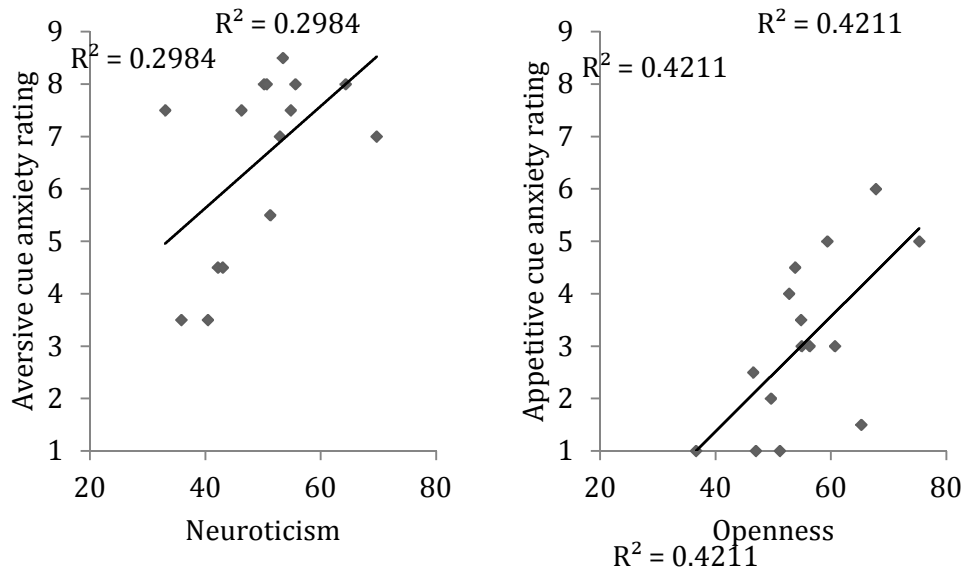 R² = 0.2984
R² = 0.2984
Aversive cue anxiety rating
9
8
7
6
5
4
3
2
1
20 40 60 80
Neuroticism
R² = 0.4211
R² = 0.4211
Appetitive cue anxiety rating
9
8
7
6
5
4
3
2
1
20 40 60 80
Openness
R² = 0.4211